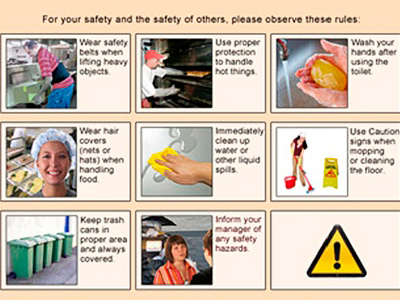 For your safety and the safety of others, please observe these rules:
Wear safety
belts when
lifting heavy
objects.
Use proper
protection
to handle
hot things.
Wash your
hands after
using the
toilet.
Wear hair
covers
(nets or
hats) when
handling
food.
Immediately
clean up
water or
other liquid
spills.
Use Caution
signs when
mopping
or cleaning
the floor.
Keep trash
cans in
proper area
and always
covered.
Inform your
manager of
any safety
hazards.